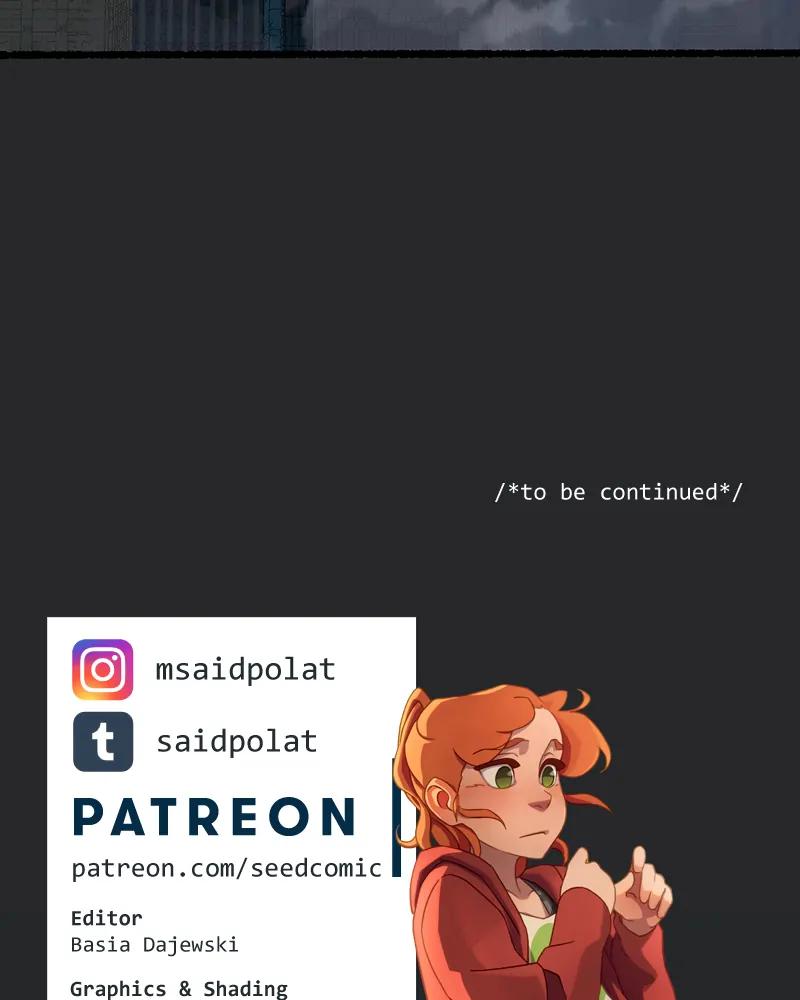 /*to be continued*/
msaidpolat
saidpolat
PATREON
patreon.com/seedcomic
Editor
Basia Dajewski
Graphics & Shading